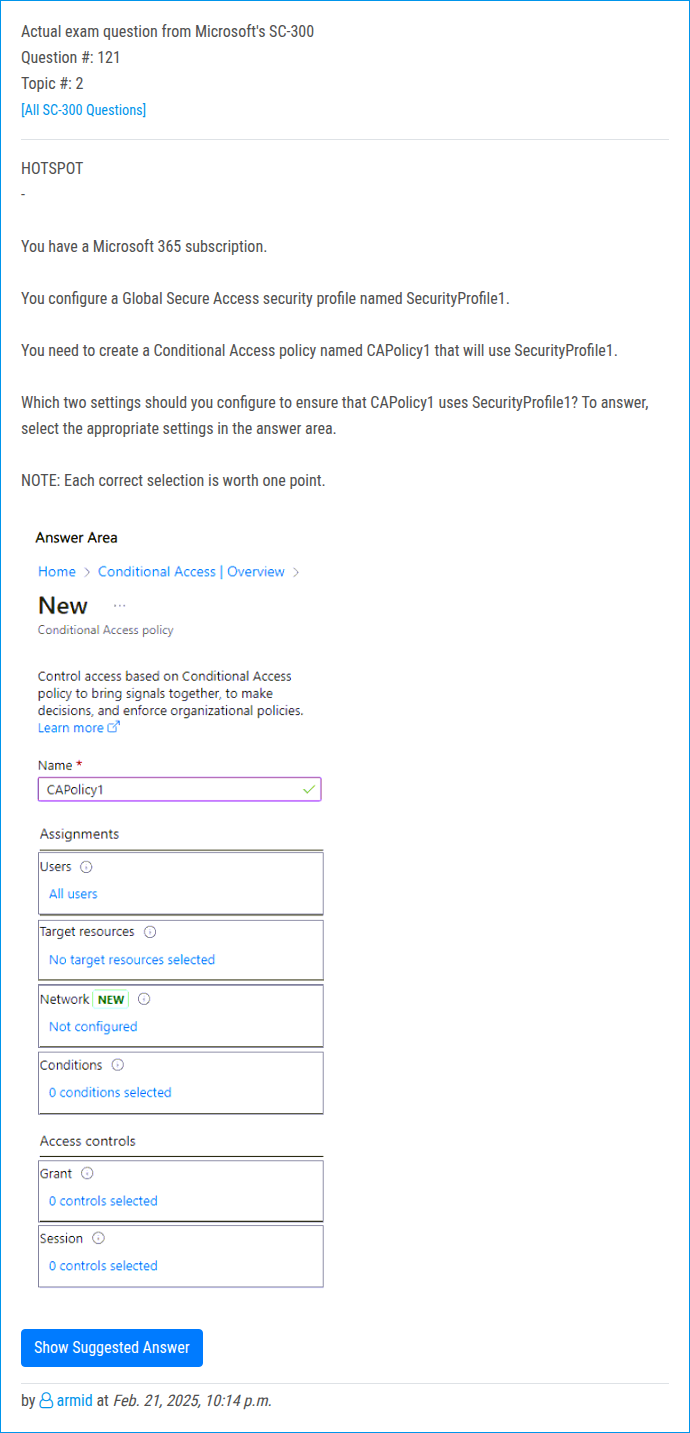 Actual exam question from Microsoft's SC-300
Question #: 121
Topic #: 2
[All SC-300 Questions]
HOTSPOT
-
You have a Microsoft 365 subscription.
You configure a Global Secure Access security profile named SecurityProfile1.
You need to create a Conditional Access policy named CAPolicy1 that will use SecurityProfile1.
Which two settings should you configure to ensure that CAPolicy1 uses SecurityProfile1? To answer,
select the appropriate settings in the answer area.
NOTE: Each correct selection is worth one point.
Answer Area
Home > Conditional Access | Overview >
New ...
Conditional Access policy
Control access based on Conditional Access
policy to bring signals together, to make
decisions, and enforce organizational policies.
Learn more
Name *
CAPolicy1
Assignments
Users
All users
Target resources
No target resources selected
Network NEW
Not configured
Conditions
0 conditions selected
Access controls
Grant
0 controls selected
Session
0 controls selected
Show Suggested Answer
by armid at Feb. 21, 2025, 10:14 p.m.